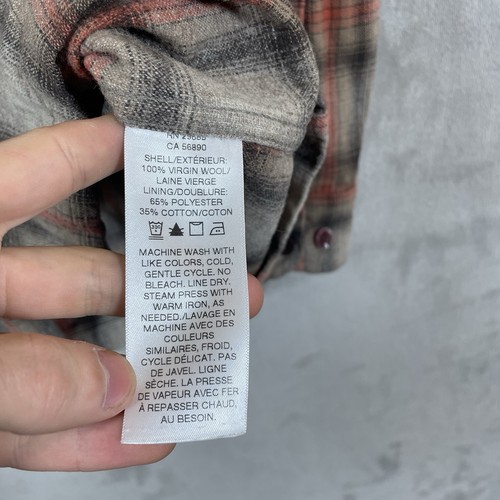 CA 56890
SHELL/EXTÉRIEUR:
100% VIRGIN WOOL/
LAINE VIERGE
LINING/DOUBLURE:
65% POLYESTER
35% COTTON/COTON
MACHINE WASH WITH
LIKE COLORS, COLD,
GENTLE CYCLE. NO
BLEACH. LINE DRY.
STEAM PRESS WITH
WARM IRON, AS
NEEDED./LAVAGE EN
MACHINE AVEC DES
COULEURS
SIMILAIRES, FROID,
CYCLE DÉLICAT. PAS
DE JAVEL. LIGNE
SÈCHE. LA PRESSE
DE VAPEUR AVEC FER
À REPASSER CHAUD,
AU BESOIN.